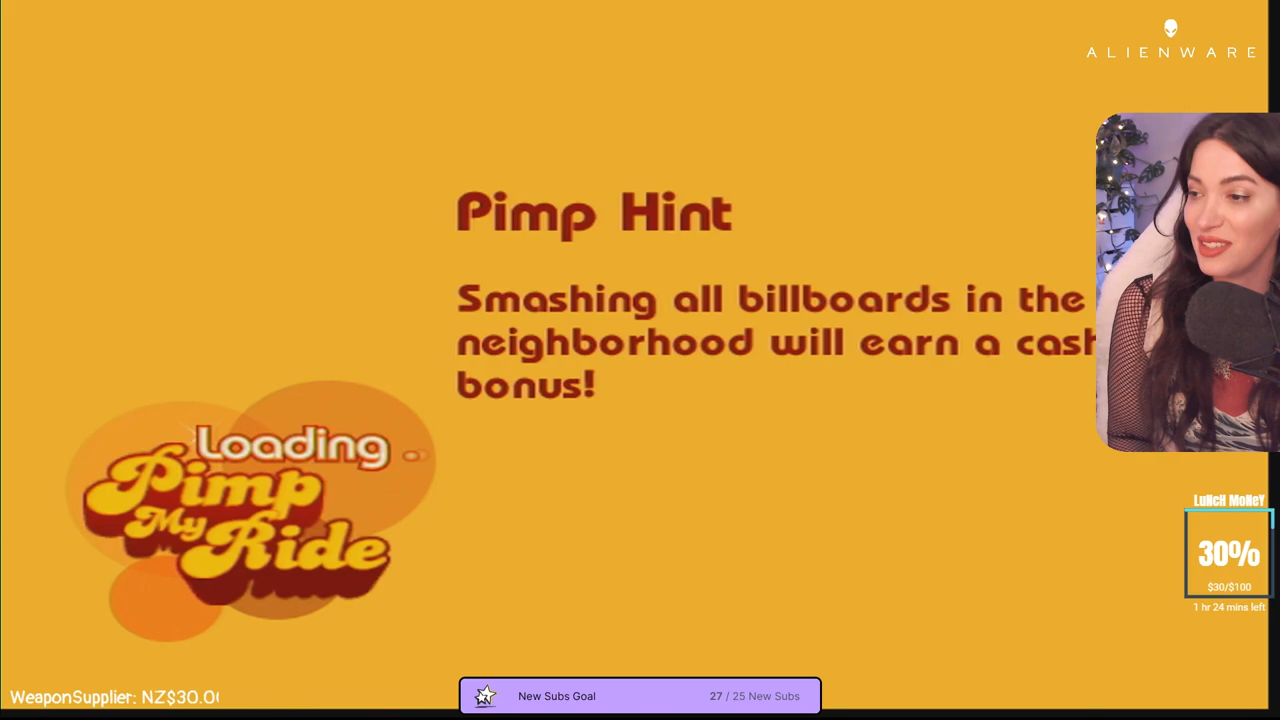 ALIENWARE
Pimp Hint
Smashing all billboards in the
neighborhood will earn a cash
bonus!
Loading
Pimp
My
Ride
LuNcH MoNeY
30%
$30/$100
1 hr 24 mins left
WeaponSupplier: NZ$30.0
New Subs Goal
27 / 25 New Subs